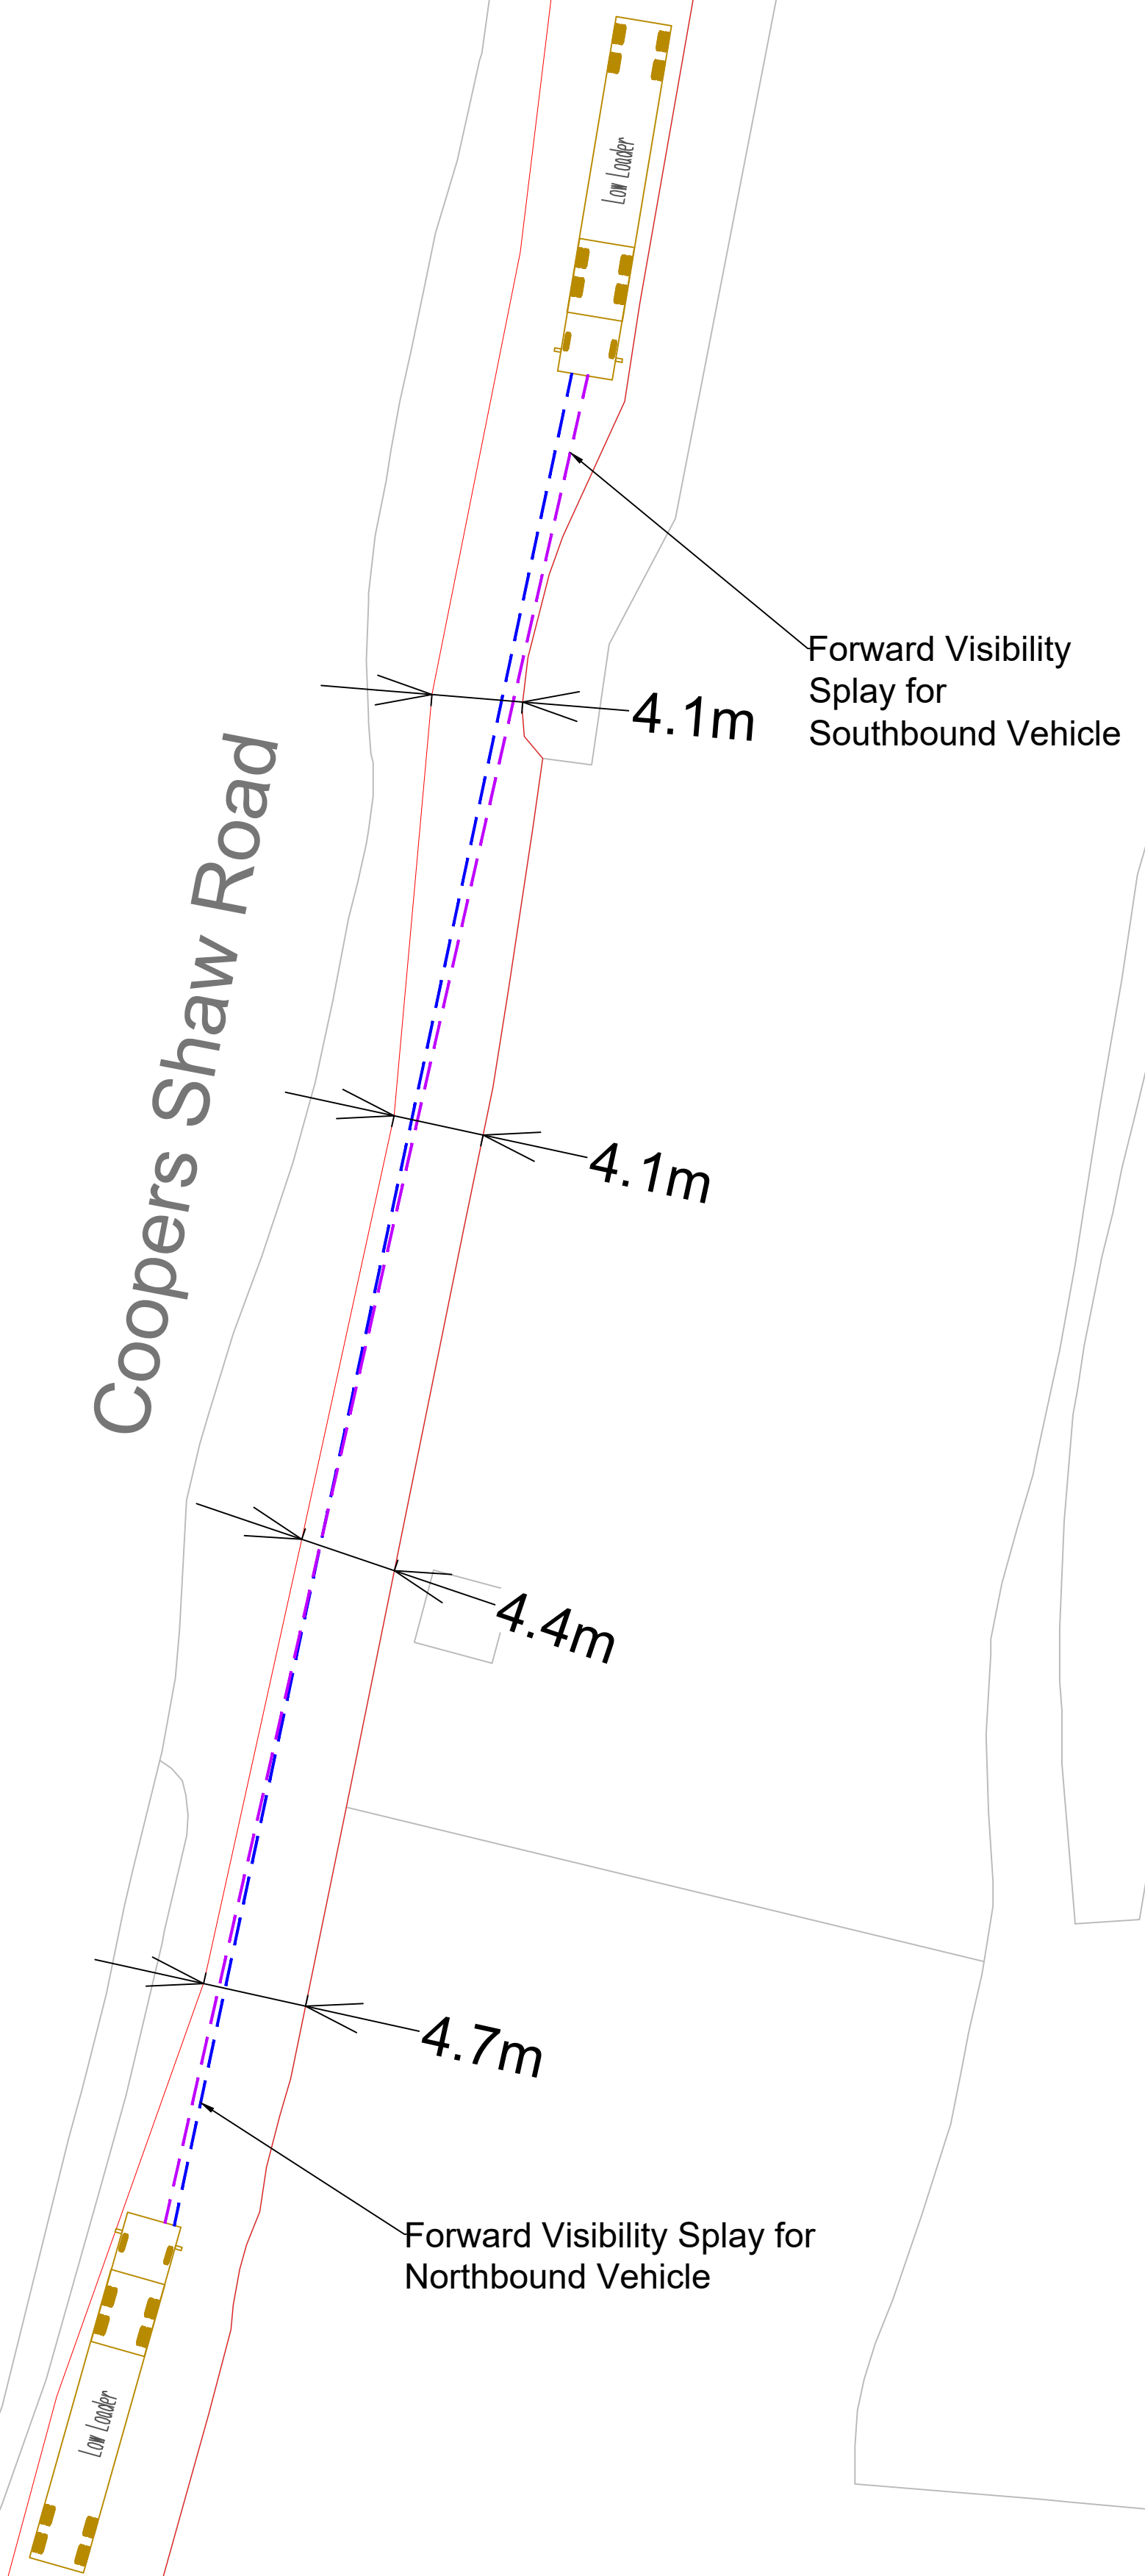 Low Loader
Forward Visibility
Splay for
Southbound Vehicle
4.1m
Coopers Shaw Road
4.1m
4.4m
4.7m
Forward Visibility Splay for
Northbound Vehicle
Low Loader